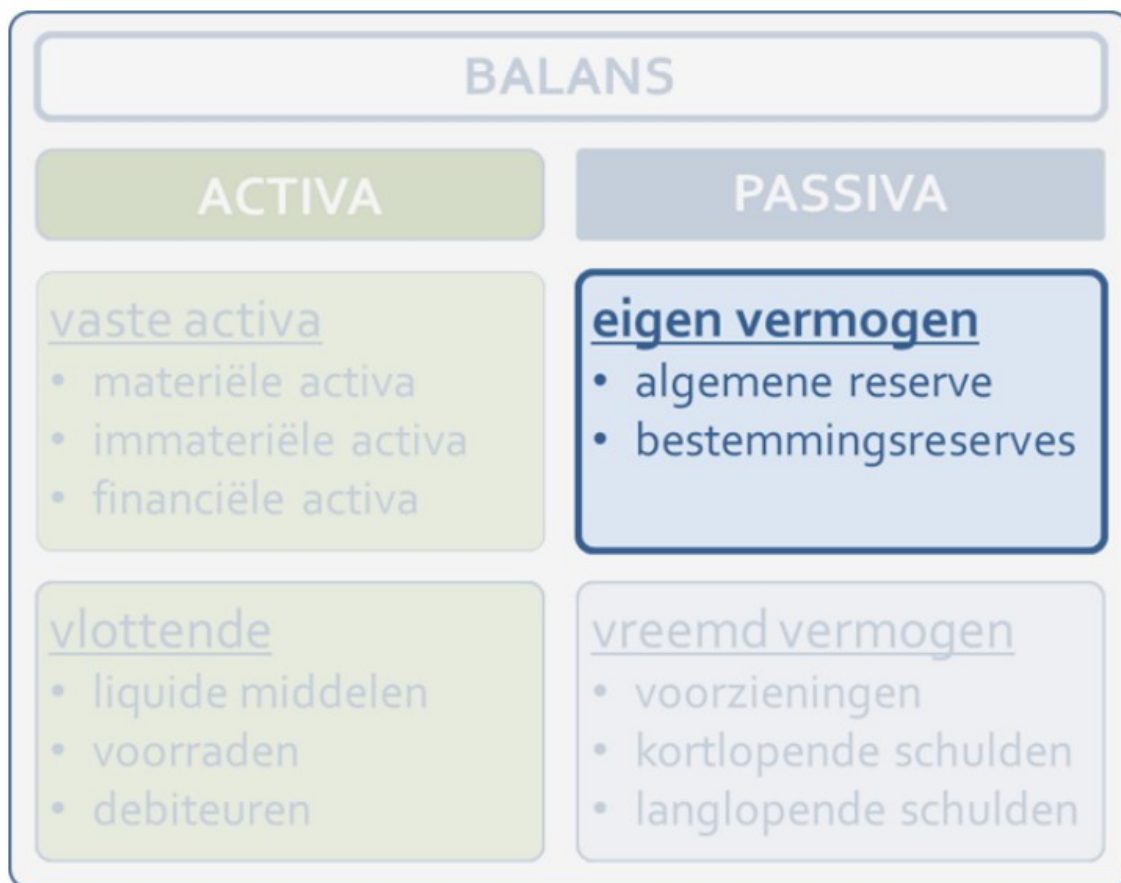 BALANS
ACTIVA
PASSIVA
vaste activa
• materiële activa
• immateriële activa
• financiële activa
eigen vermogen
• algemene reserve
• bestemmingsreserves
vlottende
• liquide middelen
• voorraden
• debiteuren
vreemd vermogen
• voorzieningen
• kortlopende schulden
• langlopende schulden